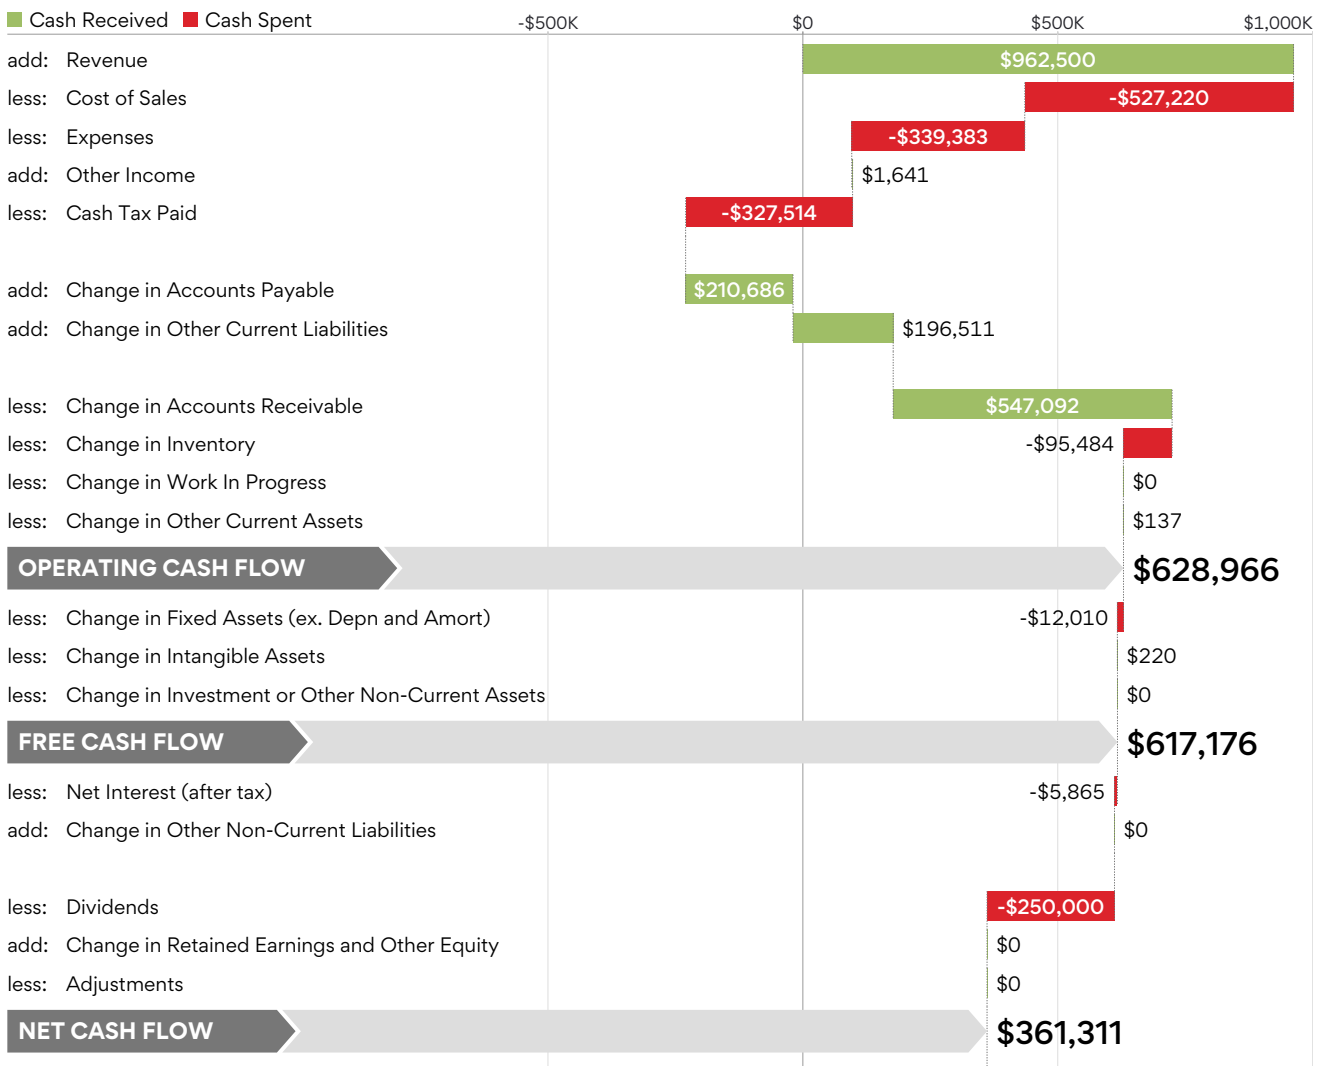 Cash Received Cash Spent -$500K $0 $500K $1,000K
add: Revenue $962,500
less: Cost of Sales -$527,220
less: Expenses -$339,383
add: Other Income $1,641
less: Cash Tax Paid -$327,514
add: Change in Accounts Payable $210,686
add: Change in Other Current Liabilities $196,511
less: Change in Accounts Receivable $547,092
less: Change in Inventory -$95,484
less: Change in Work In Progress $0
less: Change in Other Current Assets $137
OPERATING CASH FLOW $628,966
less: Change in Fixed Assets (ex. Depn and Amort) -$12,010
less: Change in Intangible Assets $220
less: Change in Investment or Other Non-Current Assets $0
FREE CASH FLOW $617,176
less: Net Interest (after tax) -$5,865
add: Change in Other Non-Current Liabilities $0
less: Dividends -$250,000
add: Change in Retained Earnings and Other Equity $0
less: Adjustments $0
NET CASH FLOW $361,311